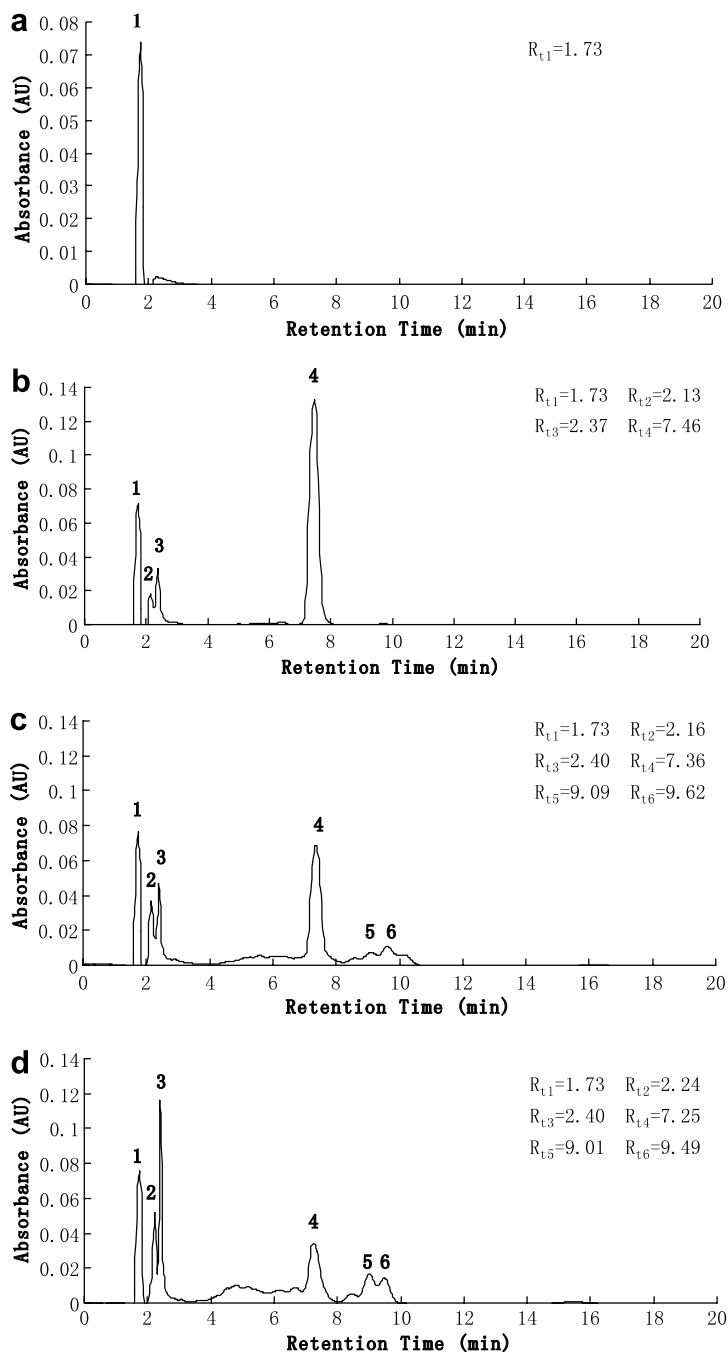 a
0.08
0.07
0.06
0.05
0.04
0.03
0.02
0.01
0
Absorbance (AU)
1
Rt1=1.73
0 2 4 6 8 10 12 14 16 18 20
Retention Time (min)
b
0.14
0.12
0.1
0.08
0.06
0.04
0.02
0
Absorbance (AU)
1
2
3
4
Rt1=1.73 Rt2=2.13
Rt3=2.37 Rt4=7.46
0 2 4 6 8 10 12 14 16 18 20
Retention Time (min)
c
0.14
0.12
0.1
0.08
0.06
0.04
0.02
0
Absorbance (AU)
1
2
3
4
5 6
Rt1=1.73 Rt2=2.16
Rt3=2.40 Rt4=7.36
Rt5=9.09 Rt6=9.62
0 2 4 6 8 10 12 14 16 18 20
Retention Time (min)
d
0.14
0.12
0.1
0.08
0.06
0.04
0.02
0
Absorbance (AU)
1
2
3
4
5 6
Rt1=1.73 Rt2=2.24
Rt3=2.40 Rt4=7.25
Rt5=9.01 Rt6=9.49
0 2 4 6 8 10 12 14 16 18 20
Retention Time (min)